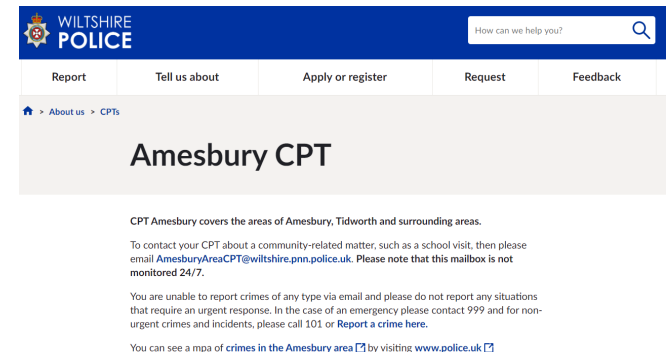 WILTSHIRE
POLICE
How can we help you?
Report Tell us about Apply or register Request Feedback
> About us > CPTs
Amesbury CPT
CPT Amesbury covers the areas of Amesbury, Tidworth and surrounding areas.
To contact your CPT about a community-related matter, such as a school visit, then please
email AmesburyAreaCPT@wiltshire.pnn.police.uk. Please note that this mailbox is not
monitored 24/7.
You are unable to report crimes of any type via email and please do not report any situations
that require an urgent response. In the case of an emergency please contact 999 and for non-
urgent crimes and incidents, please call 101 or Report a crime here.
You can see a mpa of crimes in the Amesbury area by visiting www.police.uk